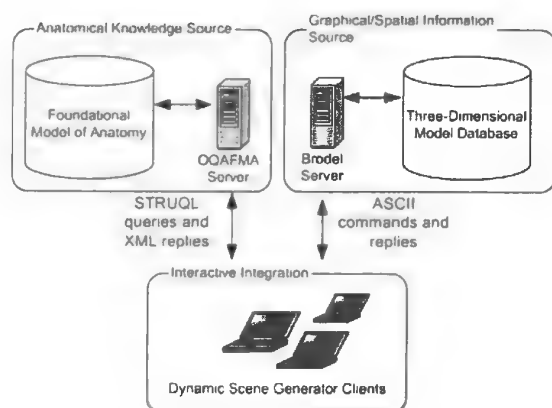 Anatomical Knowledge Source
Foundational
Model of Anatomy
OQAFMA
Server
Graphical/Spatial Information
Source
Brodel
Server
Three-Dimensional
Model Database
STRUQL
queries and
XML replies
ASCII
commands and
replies
Interactive Integration
Dynamic Scene Generator Clients